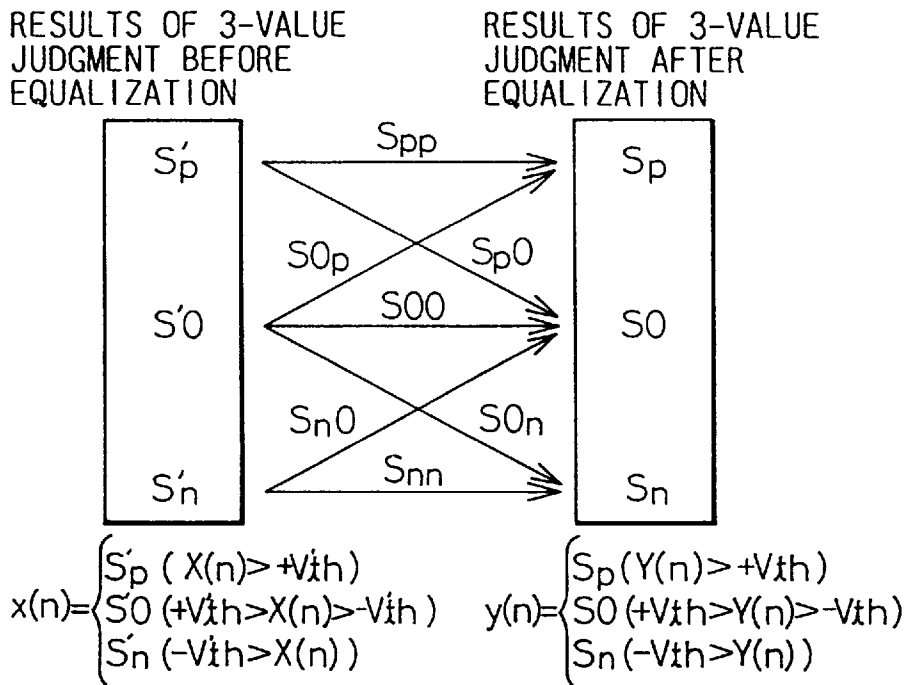 RESULTS OF 3-VALUE
JUDGMENT BEFORE
EQUALIZATION
RESULTS OF 3-VALUE
JUDGMENT AFTER
EQUALIZATION
S'p
Spp
Sp
S0p
Sp0
S'0
S00
S0
Sn0
S0n
S'n
Snn
Sn
x(n)=
S'p ( X(n)> +V'th)
S'0 (+V'th>X(n)>-V'th)
S'n (-V'th>X(n))
y(n)=
Sp(Y(n)> +Vth)
S0 (+Vth>Y(n)>-Vth)
Sn (-Vth>Y(n))